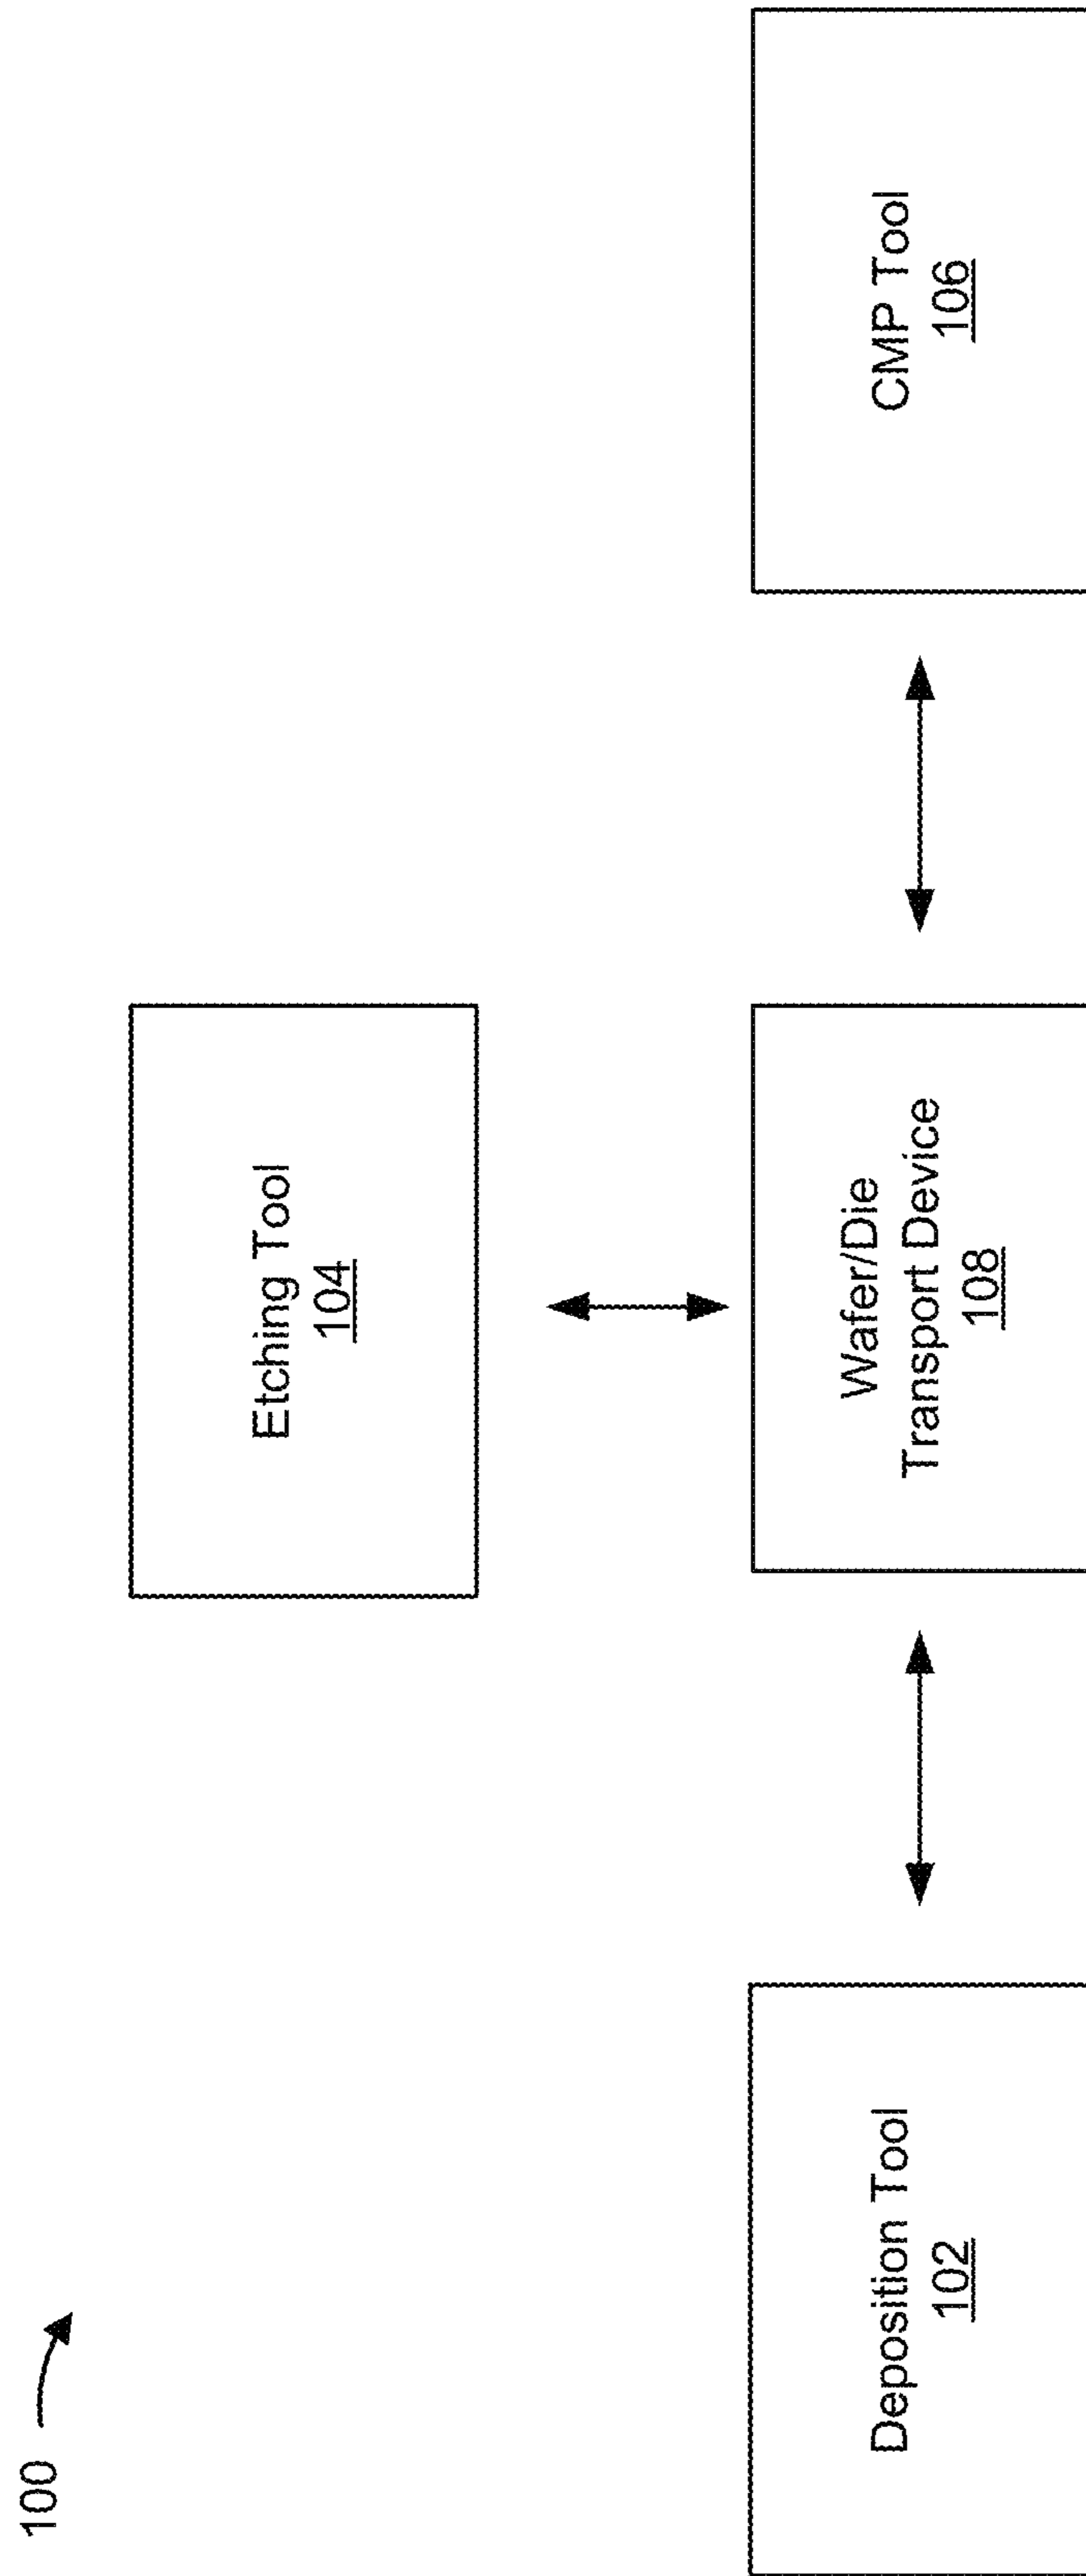 100
Etching Tool
104
Deposition Tool
102
Wafer/Die
Transport Device
108
CMP Tool
106